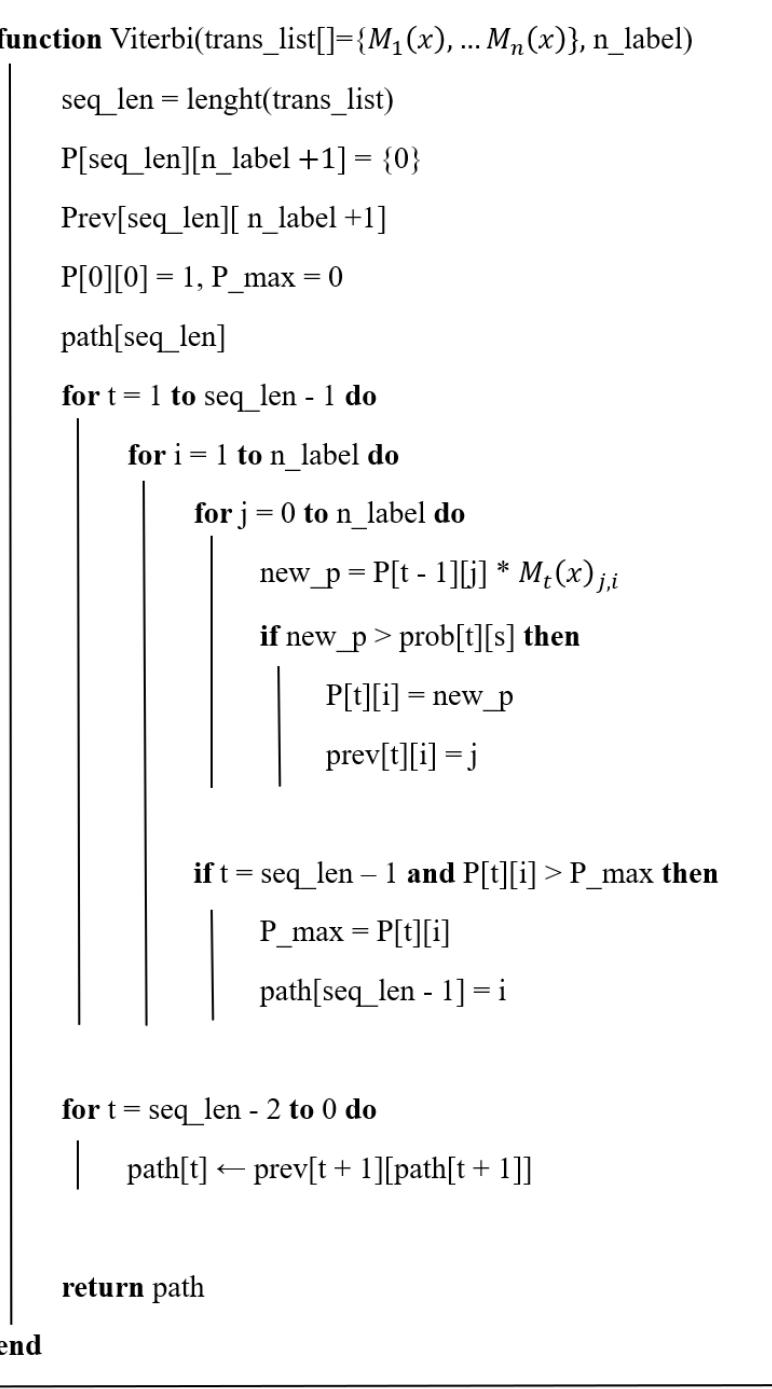 function Viterbi(trans_list[]={M₁(x), … Mₙ(x)}, n_label)
seq_len = lenght(trans_list)
P[seq_len][n_label +1] = {0}
Prev[seq_len][ n_label +1]
P[0][0] = 1, P_max = 0
path[seq_len]
for t = 1 to seq_len - 1 do
for i = 1 to n_label do
for j = 0 to n_label do
new_p = P[t - 1][j] * Mₜ(x)ⱼ,ᵢ
if new_p > prob[t][s] then
P[t][i] = new_p
prev[t][i] = j
if t = seq_len – 1 and P[t][i] > P_max then
P_max = P[t][i]
path[seq_len - 1] = i
for t = seq_len - 2 to 0 do
path[t] ← prev[t + 1][path[t + 1]]
return path
end